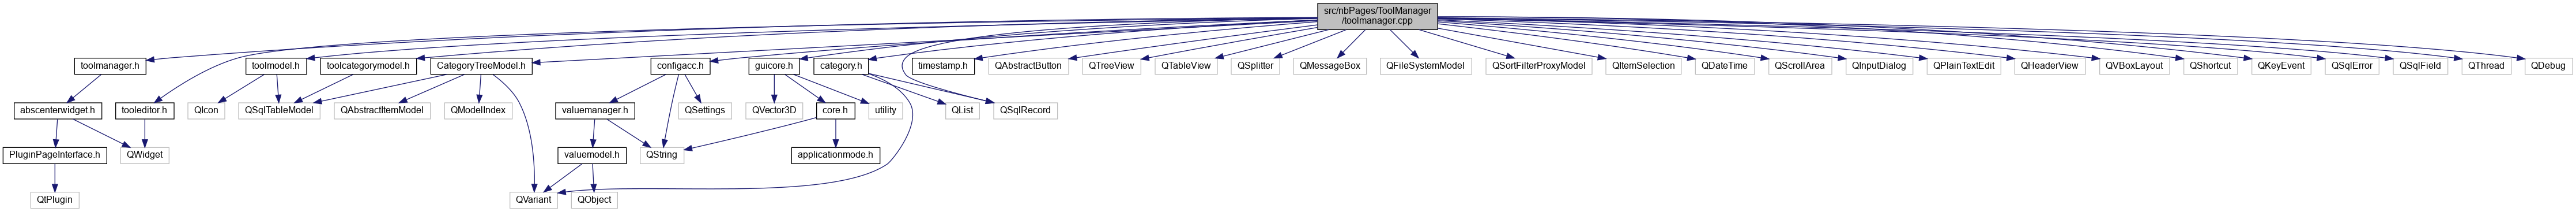 src/nbPages/ToolManager
/toolmanager.cpp
toolmanager.h
toolmodel.h
toolcategorymodel.h
CategoryTreeModel.h
configacc.h
guicore.h
category.h
timestamp.h
QAbstractButton
QTreeView
QTableView
QSplitter
QMessageBox
QFileSystemModel
QSortFilterProxyModel
QItemSelection
QDateTime
QScrollArea
QInputDialog
QPlainTextEdit
QHeaderView
QVBoxLayout
QShortcut
QKeyEvent
QSqlError
QSqlField
QThread
QDebug
abscenterwidget.h
tooleditor.h
QIcon
QSqlTableModel
QAbstractItemModel
QModelIndex
valuemanager.h
QSettings
QVector3D
core.h
utility
QList
QSqlRecord
PluginPageInterface.h
QWidget
valuemodel.h
QString
applicationmode.h
QtPlugin
QVariant
QObject